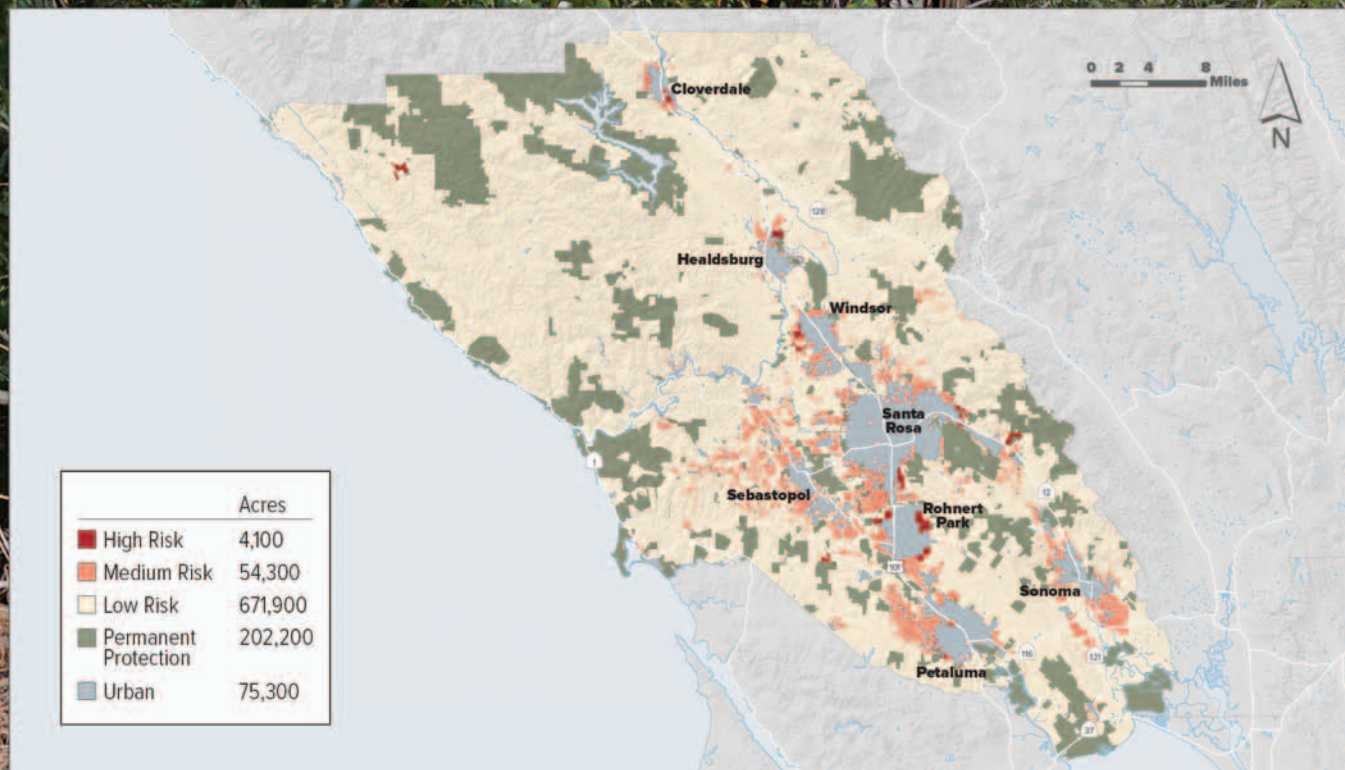 0 2 4 8
Miles
N
Cloverdale
128
Healdsburg
Windsor
Santa
Rosa
1
Sebastopol
Rohnert
Park
12
101
Sonoma
116
121
Petaluma
37
Acres
High Risk 4,100
Medium Risk 54,300
Low Risk 671,900
Permanent
Protection 202,200
Urban 75,300